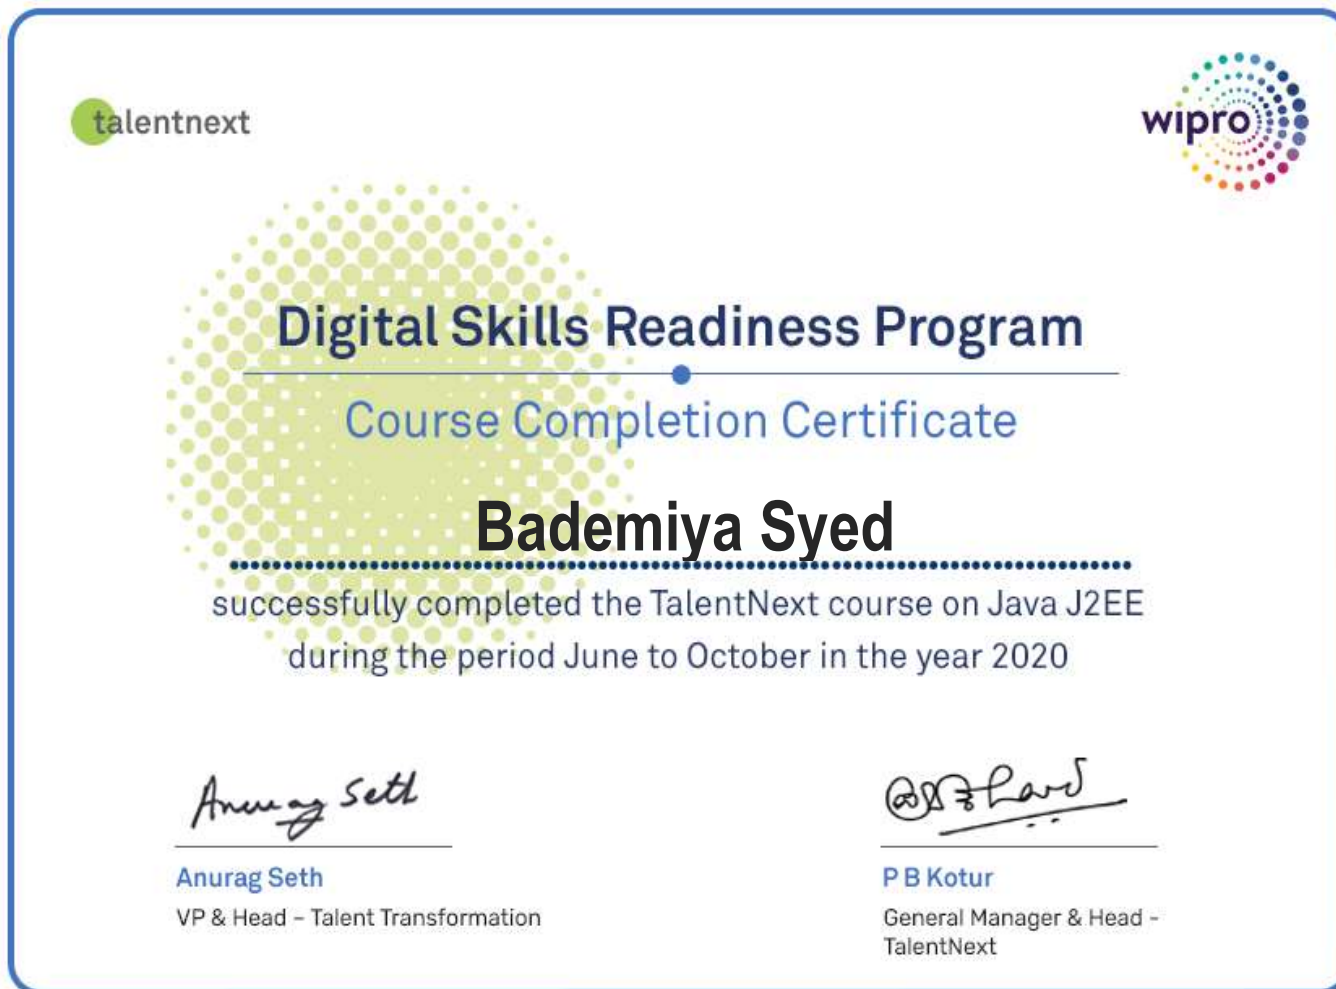 talentnext
wipro
Digital Skills Readiness Program
Course Completion Certificate
Bademiya Syed
successfully completed the TalentNext course on Java J2EE
during the period June to October in the year 2020
Anurag Seth
Anurag Seth
VP & Head – Talent Transformation
P B Kotur
General Manager & Head -
TalentNext